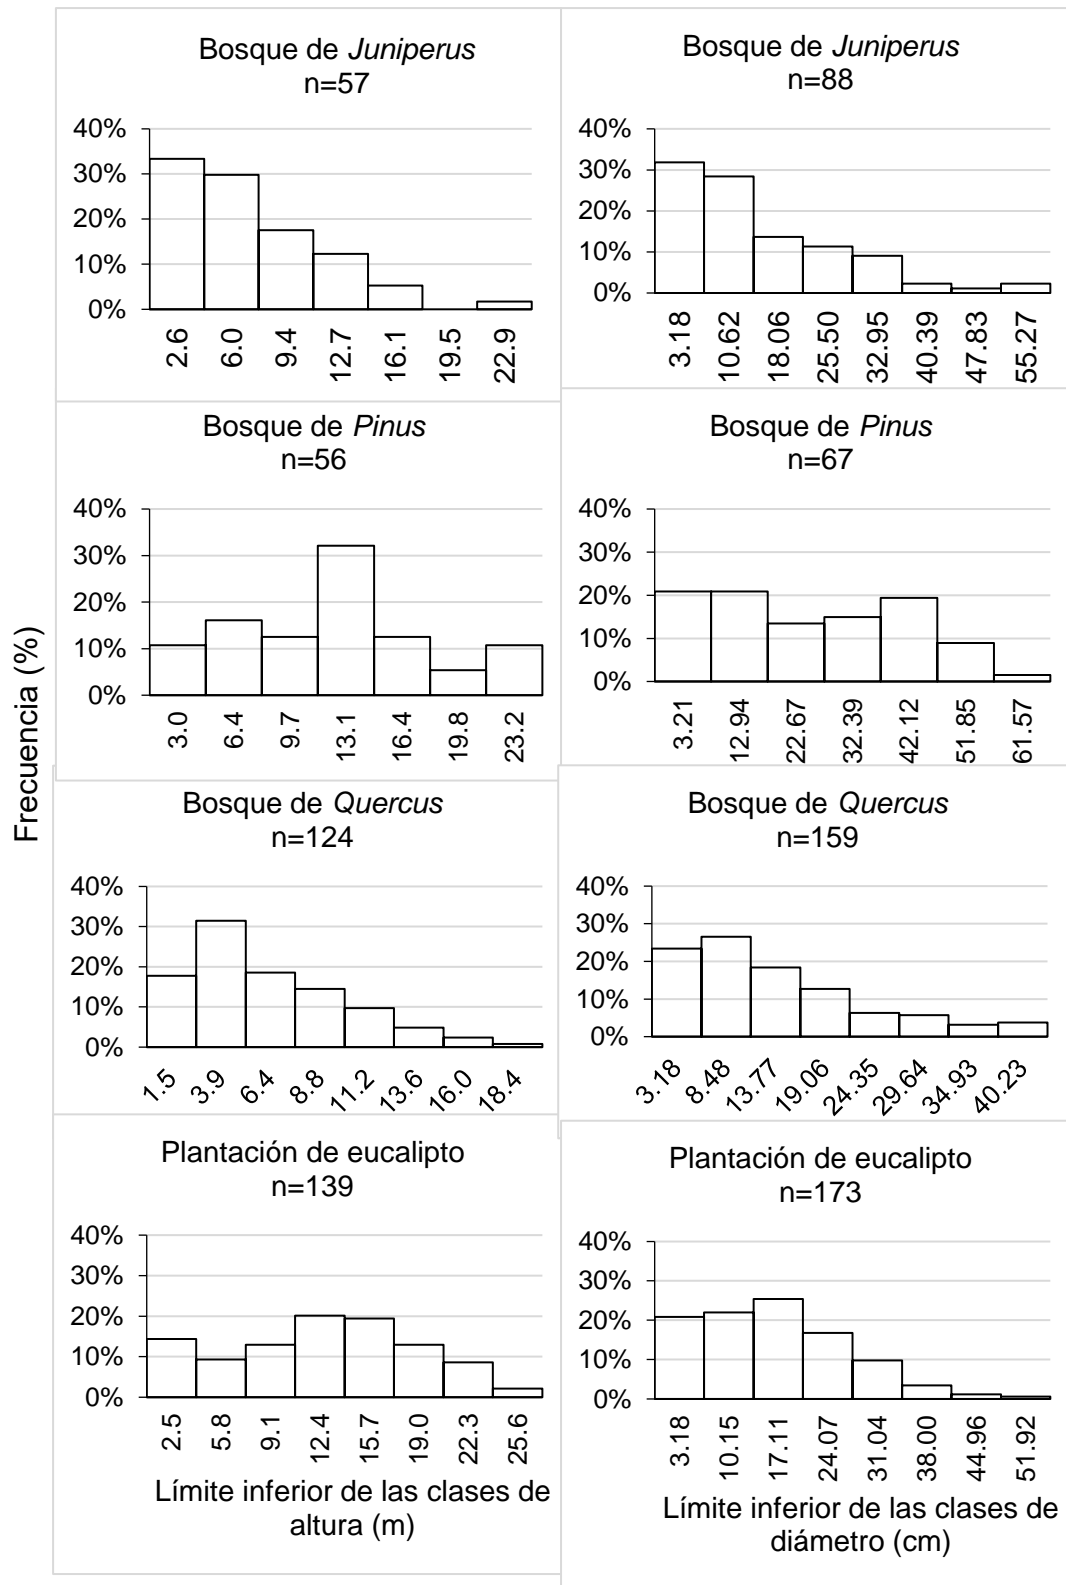 Frecuencia (%)
Bosque de Juniperus
n=57
40%
30%
20%
10%
0%
2.6 6.0 9.4 12.7 16.1 19.5 22.9
Bosque de Juniperus
n=88
40%
30%
20%
10%
0%
3.18 10.62 18.06 25.50 32.95 40.39 47.83 55.27
Bosque de Pinus
n=56
40%
30%
20%
10%
0%
3.0 6.4 9.7 13.1 16.4 19.8 23.2
Bosque de Pinus
n=67
40%
30%
20%
10%
0%
3.21 12.94 22.67 32.39 42.12 51.85 61.57
Bosque de Quercus
n=124
40%
30%
20%
10%
0%
1.5 3.9 6.4 8.8 11.2 13.6 16.0 18.4
Bosque de Quercus
n=159
40%
30%
20%
10%
0%
3.18 8.48 13.77 19.06 24.35 29.64 34.93 40.23
Plantación de eucalipto
n=139
40%
30%
20%
10%
0%
2.5 5.8 9.1 12.4 15.7 19.0 22.3 25.6
Límite inferior de las clases de
altura (m)
Plantación de eucalipto
n=173
40%
30%
20%
10%
0%
3.18 10.15 17.11 24.07 31.04 38.00 44.96 51.92
Límite inferior de las clases de
diámetro (cm)